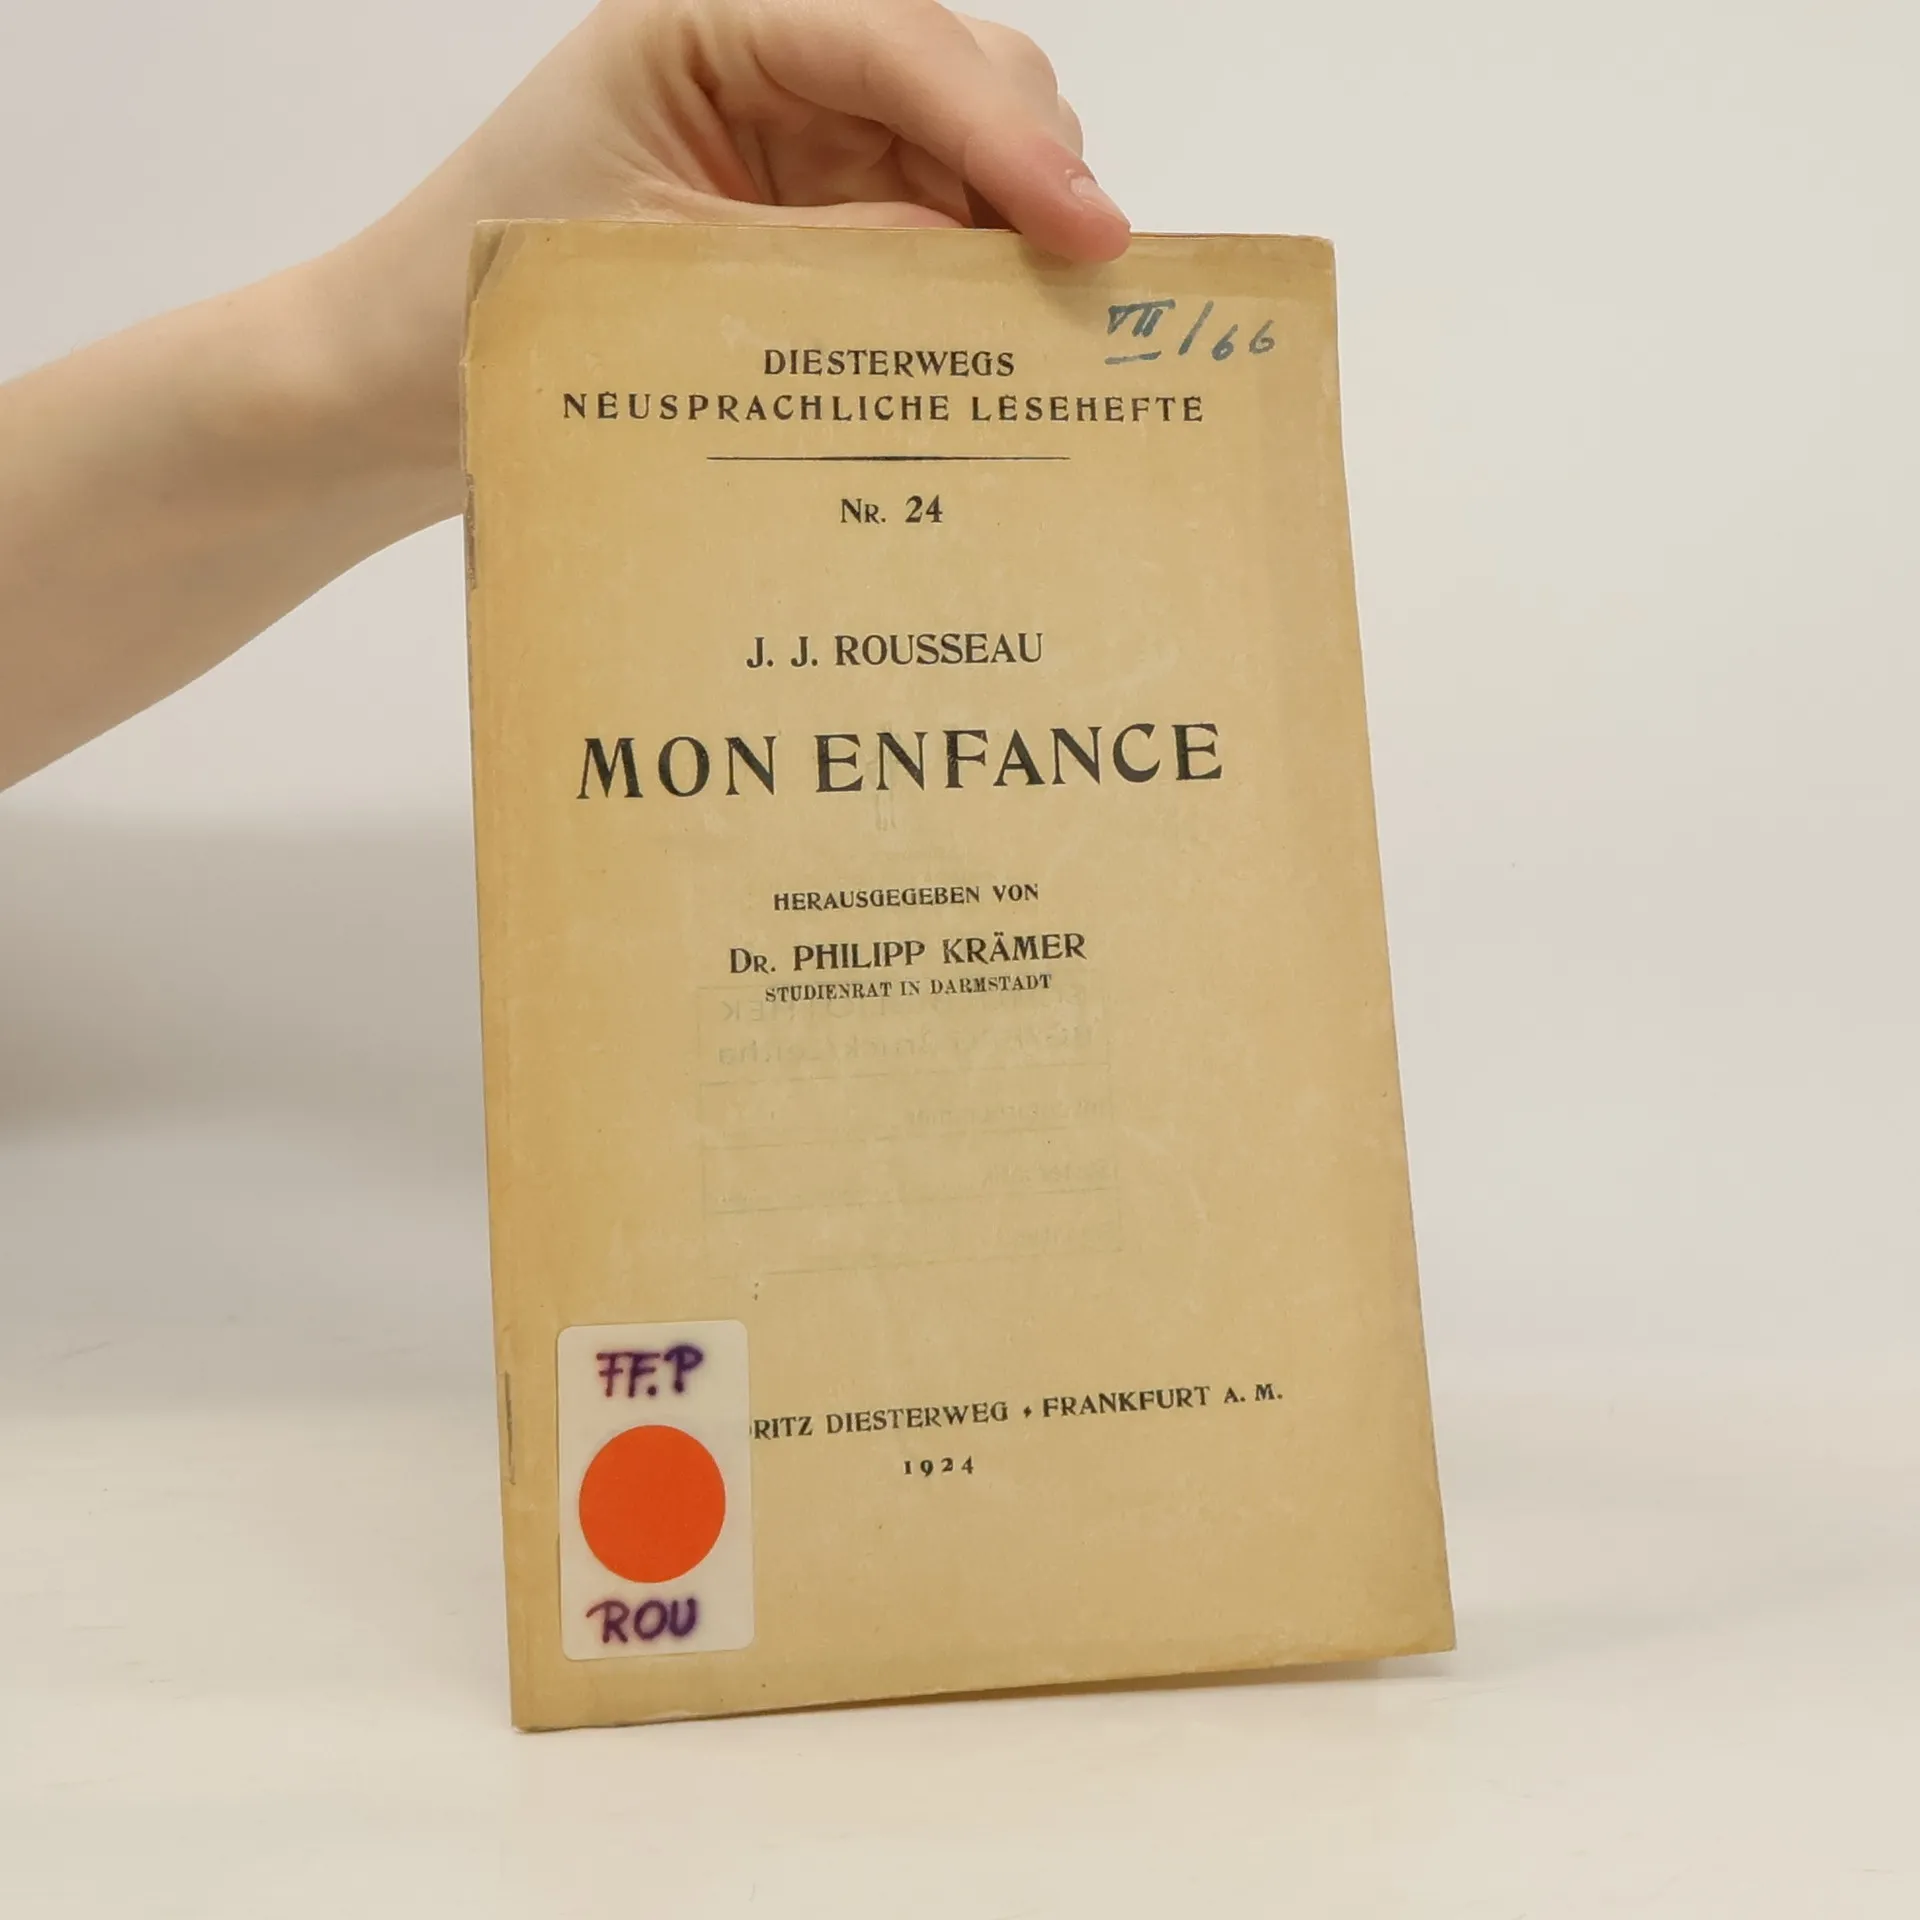 VII/66
DIESTERWEGS
NEUSPRACHLICHE LESEHEFTE
NR. 24
J. J. ROUSSEAU
MON ENFANCE
HERAUSGEGEBEN VON
DR. PHILIPP KRÄMER
STUDIENRAT IN DARMSTADT
RITZ DIESTERWEG • FRANKFURT A. M.
1924
FF.P
ROU